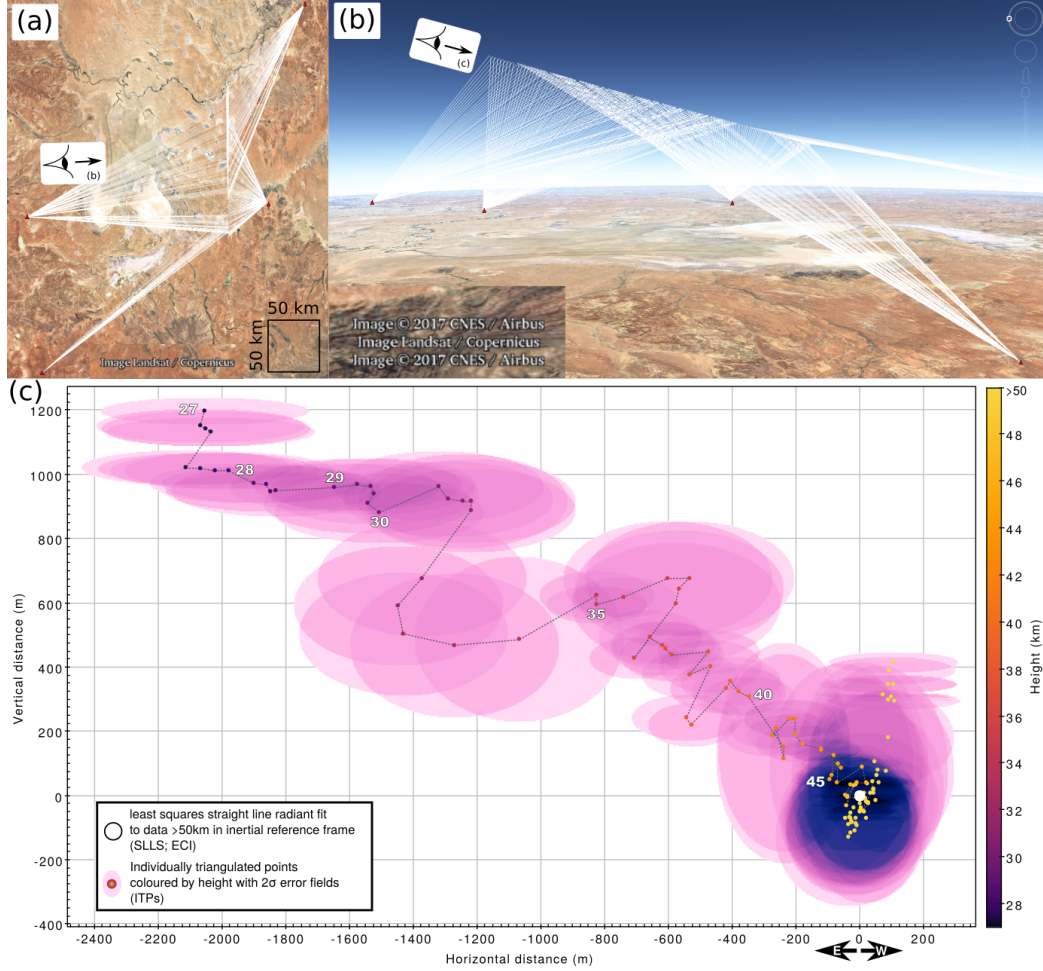 (a)
(b)
50 km
50 km
Image Landsat / Copernicus
(b)
(c)
Image © 2017 CNES / Airbus
Image Landsat / Copernicus
Image © 2017 CNES / Airbus
(c)
Vertical distance (m)
1200
1000
800
600
400
200
0
-200
-400
27
28
29
30
35
40
45
least squares straight line radiant fit
to data >50km in inertial reference frame
(SLLS; ECI)
Individually triangulated points
coloured by height with 2σ error fields
(ITPs)
-2400 -2200 -2000 -1800 -1600 -1400 -1200 -1000 -800 -600 -400 -200 0 200
Horizontal distance (m)
E W
>50
48
46
44
42
40
38
36
34
32
30
28
Height (km)